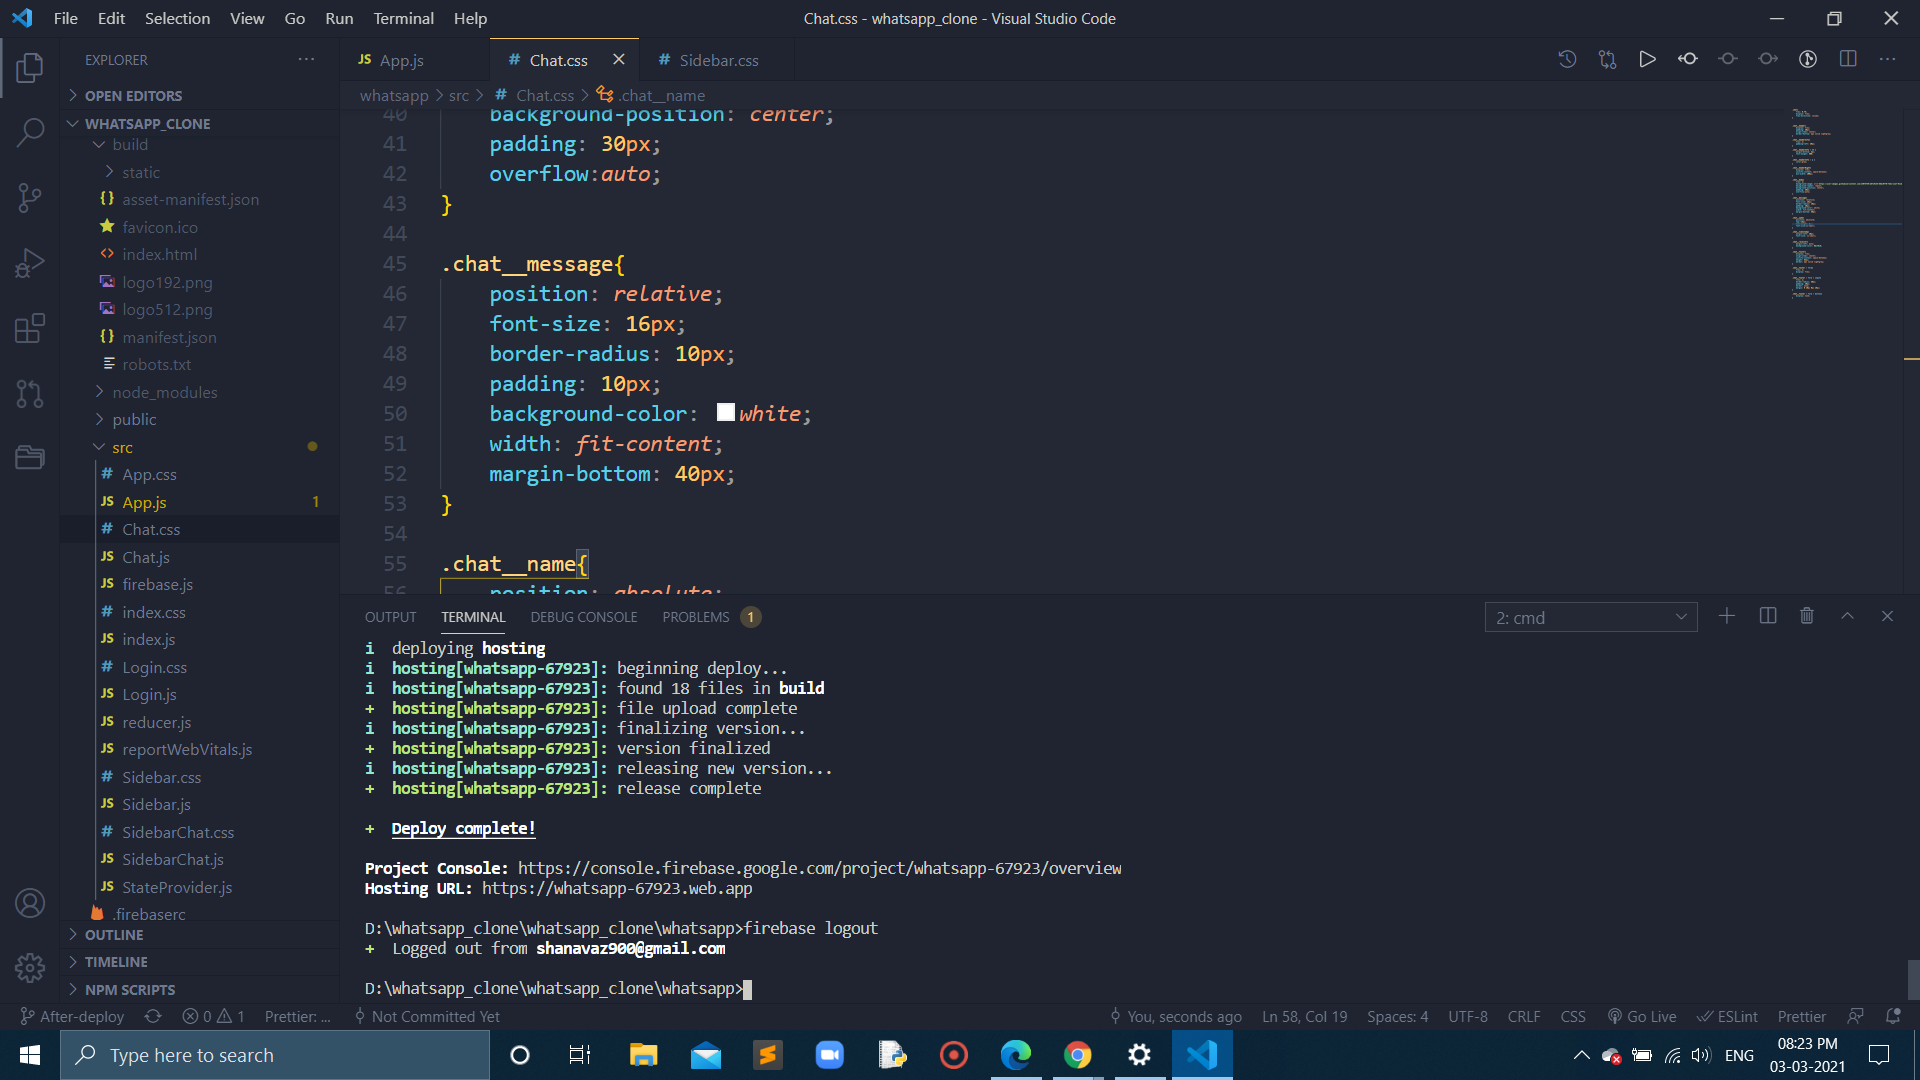 File Edit Selection View Go Run Terminal Help
Chat.css - whatsapp_clone - Visual Studio Code
EXPLORER
OPEN EDITORS
WHATSAPP_CLONE
build
static
asset-manifest.json
favicon.ico
index.html
logo192.png
logo512.png
manifest.json
robots.txt
node_modules
public
src
App.css
App.js 1
Chat.css
Chat.js
firebase.js
index.css
index.js
Login.css
Login.js
reducer.js
reportWebVitals.js
Sidebar.css
Sidebar.js
SidebarChat.css
SidebarChat.js
StateProvider.js
.firebaserc
OUTLINE
TIMELINE
NPM SCRIPTS
JS App.js # Chat.css # Sidebar.css
whatsapp > src > # Chat.css > .chat__name
40 background-position: center;
41 padding: 30px;
42 overflow:auto;
43 }
44
45 .chat__message{
46 position: relative;
47 font-size: 16px;
48 border-radius: 10px;
49 padding: 10px;
50 background-color: white;
51 width: fit-content;
52 margin-bottom: 40px;
53 }
54
55 .chat__name{
56 position: absolute;
OUTPUT TERMINAL DEBUG CONSOLE PROBLEMS 1
2: cmd
i deploying hosting
i hosting[whatsapp-67923]: beginning deploy...
i hosting[whatsapp-67923]: found 18 files in build
+ hosting[whatsapp-67923]: file upload complete
i hosting[whatsapp-67923]: finalizing version...
+ hosting[whatsapp-67923]: version finalized
i hosting[whatsapp-67923]: releasing new version...
+ hosting[whatsapp-67923]: release complete
+ Deploy complete!
Project Console: https://console.firebase.google.com/project/whatsapp-67923/overview
Hosting URL: https://whatsapp-67923.web.app
D:\whatsapp_clone\whatsapp_clone\whatsapp>firebase logout
+ Logged out from shanavaz900@gmail.com
D:\whatsapp_clone\whatsapp_clone\whatsapp>
After-deploy 0 1 Prettier: ... Not Committed Yet
You, seconds ago Ln 58, Col 19 Spaces: 4 UTF-8 CRLF CSS Go Live ESLint Prettier
Type here to search
ENG
08:23 PM
03-03-2021